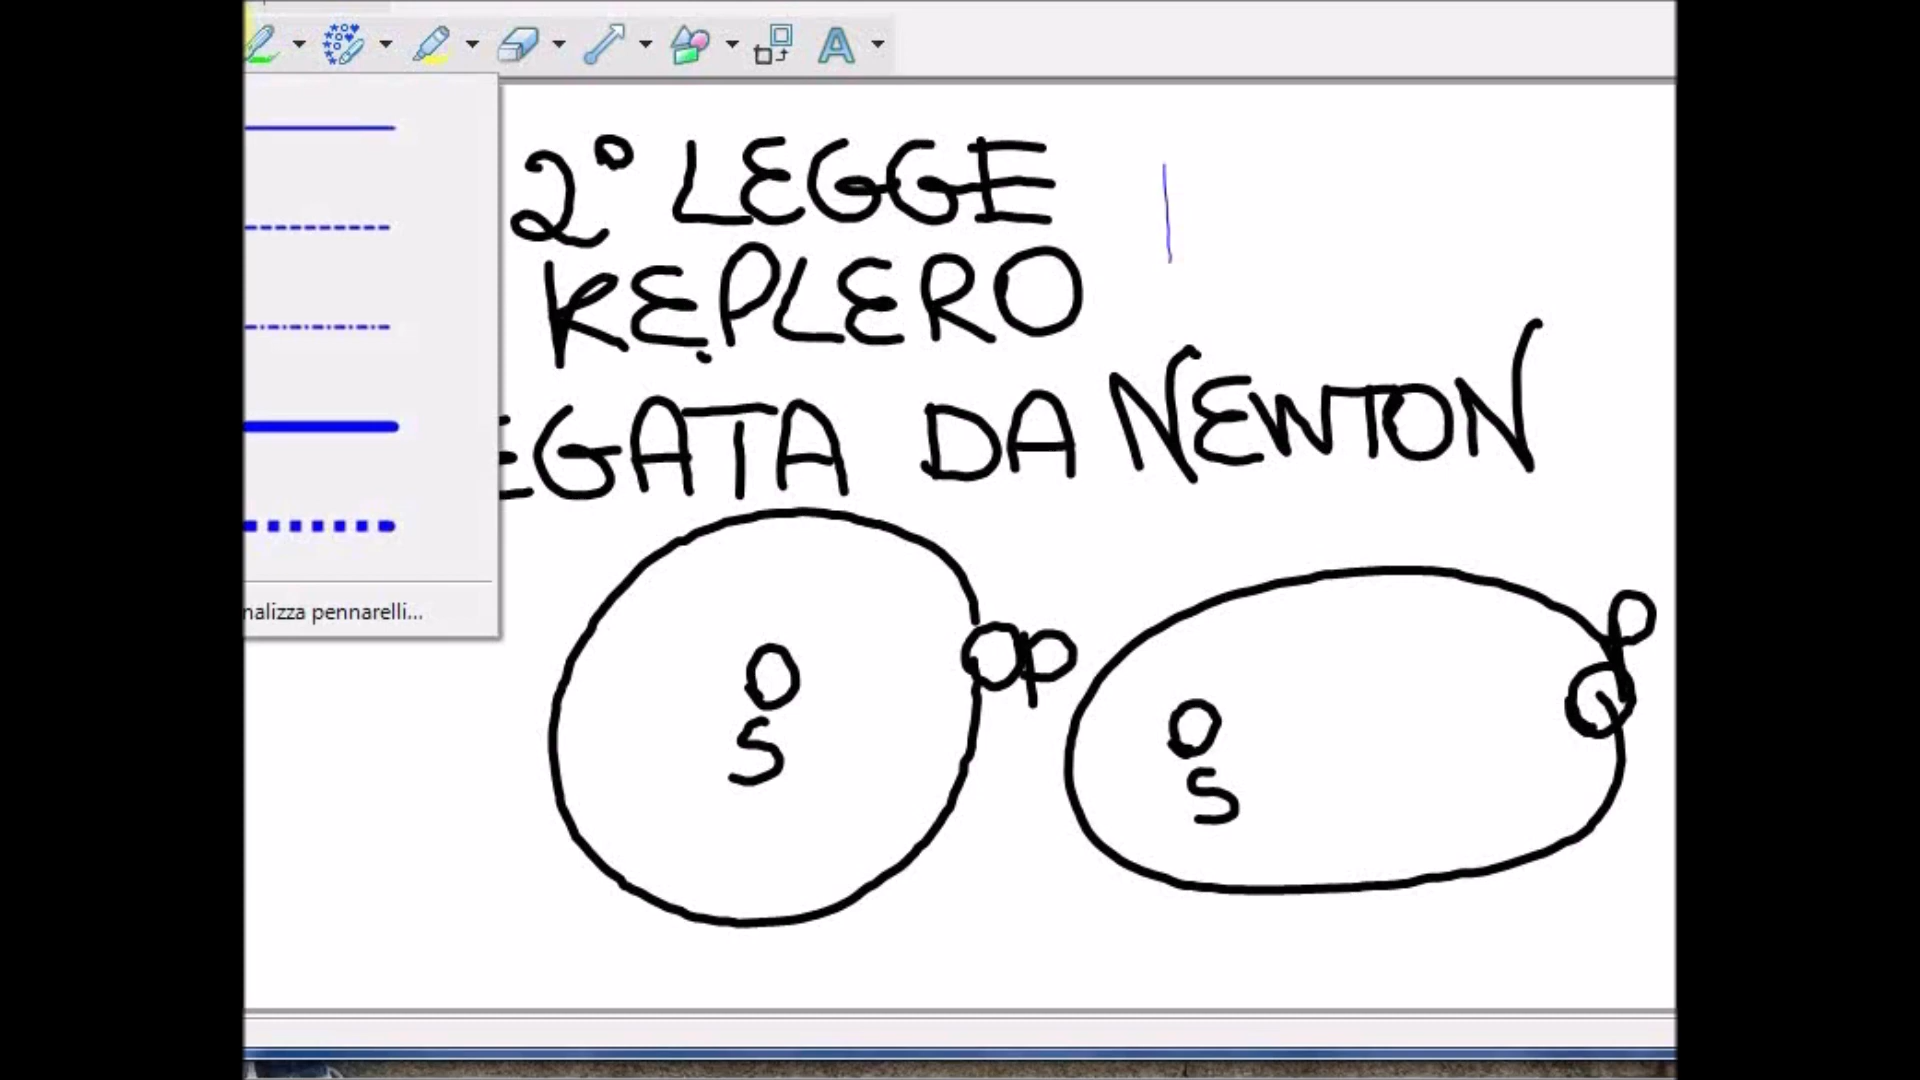 2° LEGGE
KEPLERO
EGATA DA NEWTON
nalizza pennarelli...
P
P
S
S